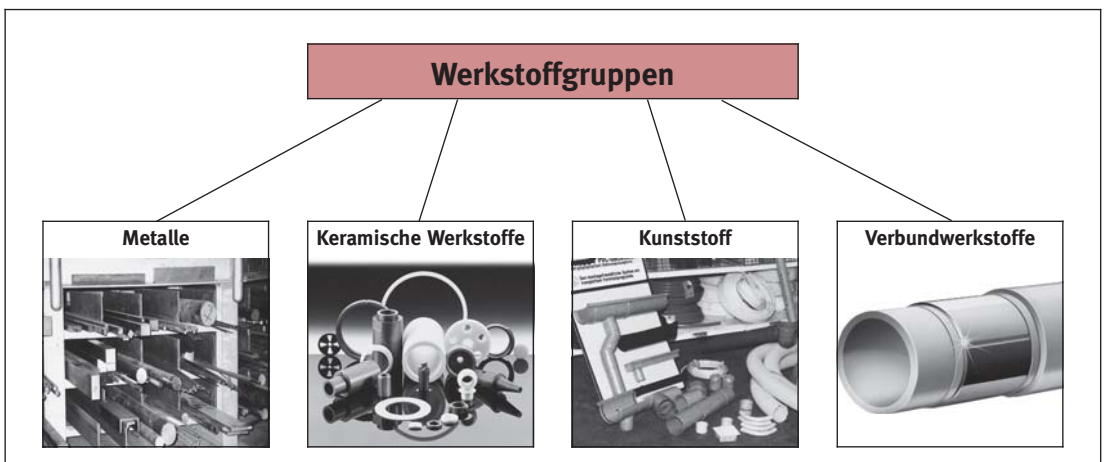 Werkstoffgruppen
Metalle
Keramische Werkstoffe
Kunststoff
Verbundwerkstoffe